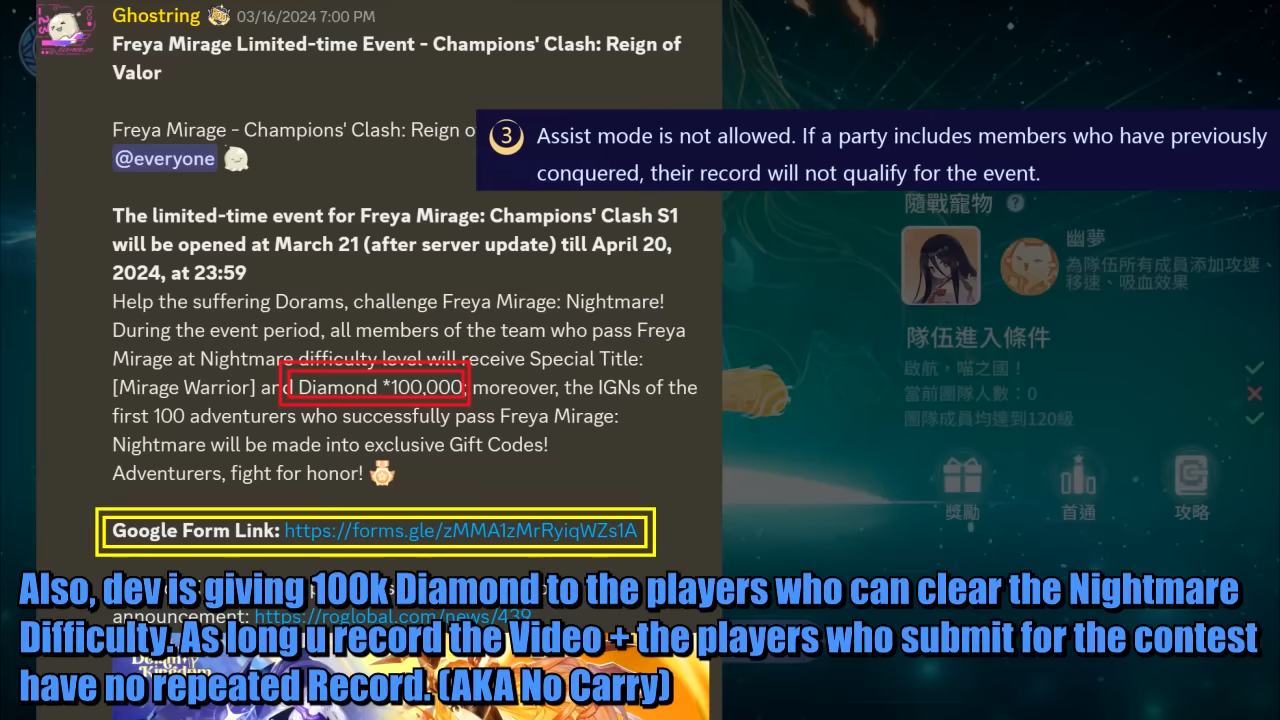 Ghostring 03/16/2024 7:00 PM
Freya Mirage Limited-time Event - Champions' Clash: Reign of
Valor
Freya Mirage - Champions' Clash: Reign o
@everyone
3 Assist mode is not allowed. If a party includes members who have previously
conquered, their record will not qualify for the event.
The limited-time event for Freya Mirage: Champions' Clash S1
will be opened at March 21 (after server update) till April 20,
2024, at 23:59
Help the suffering Dorams, challenge Freya Mirage: Nightmare!
During the event period, all members of the team who pass Freya
Mirage at Nightmare difficulty level will receive Special Title:
[Mirage Warrior] and Diamond *100,000; moreover, the IGNs of the
first 100 adventurers who successfully pass Freya Mirage:
Nightmare will be made into exclusive Gift Codes!
Adventurers, fight for honor!
Google Form Link: https://forms.gle/zMMA1zMrRyiqWZs1A
announcement: https://roglobal.com/news/439
Kingdom
隨戰寵物 ?
幽夢
為隊伍所有成員添加攻速、
移速、吸血效果
隊伍進入條件
啟航,喵之國!
當前團隊人數:0
團隊成員均達到120級
獎勵 首通 攻略
Also, dev is giving 100k Diamond to the players who can clear the Nightmare
Difficulty. As long u record the Video + the players who submit for the contest
have no repeated Record. (AKA No Carry)